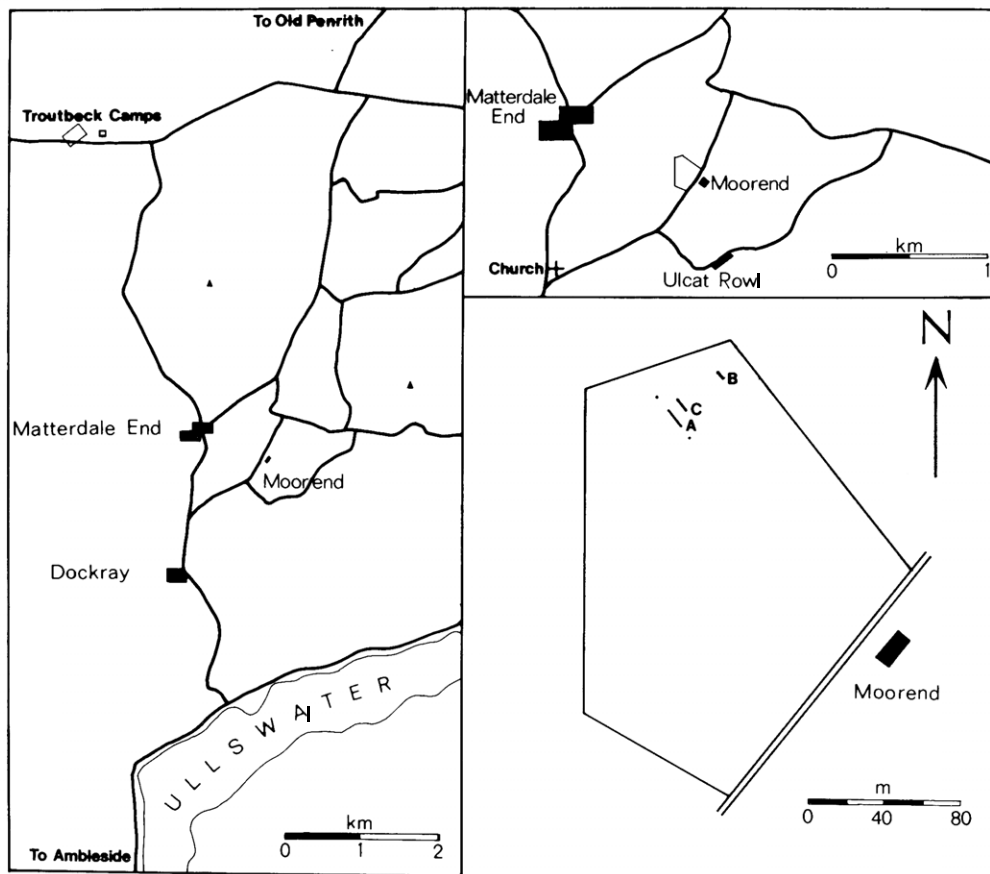 To Old Penrith
Troutbeck Camps
Matterdale End
Moorend
Dockray
ULLSWATER
km
0 1 2
To Ambleside
Matterdale
End
Moorend
Church
Ulcat Row
km
0 1
N
B
C
A
Moorend
m
0 40 80